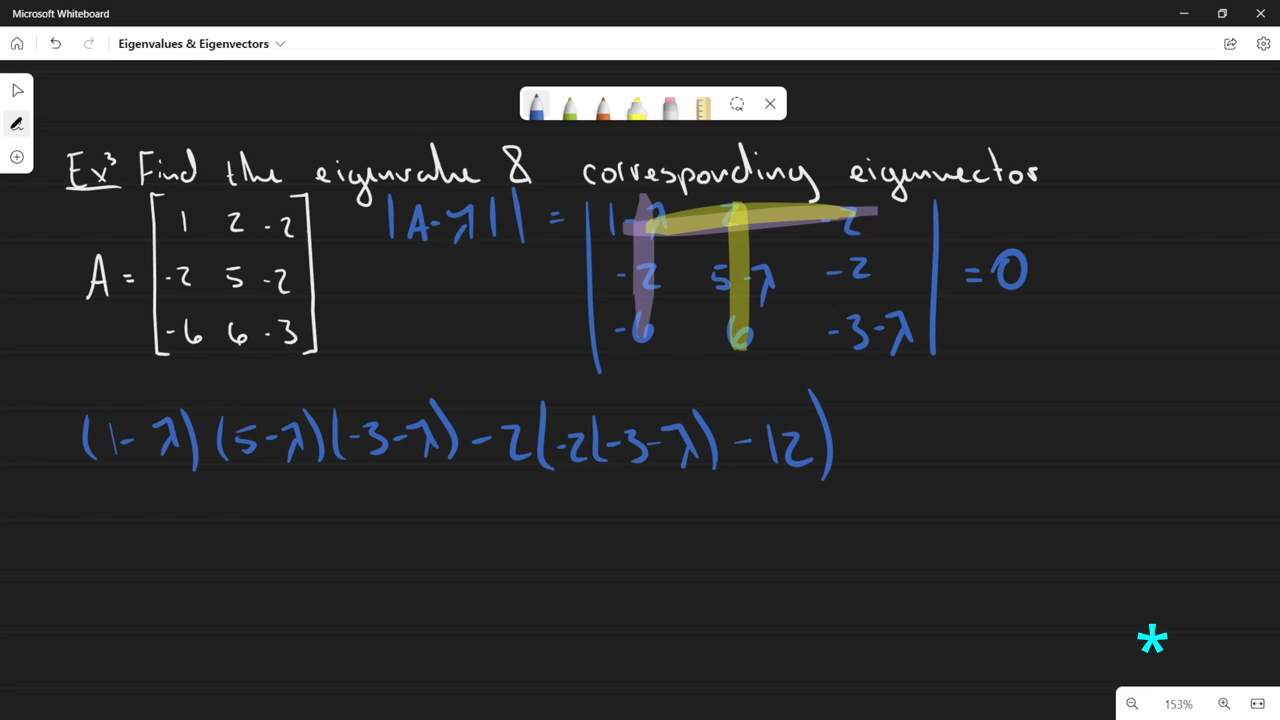 Microsoft Whiteboard
Eigenvalues & Eigenvectors
Ex³ Find the eigenvalue & corresponding eigenvector
A = [1 2 -2
-2 5 -2
-6 6 -3]
|A-λI| = |1-λ 2 -2
-2 5-λ -2
-6 6 -3-λ| = 0
(1-λ)(5-λ)(-3-λ) - 2(-2(-3-λ) - 12)
*
153%